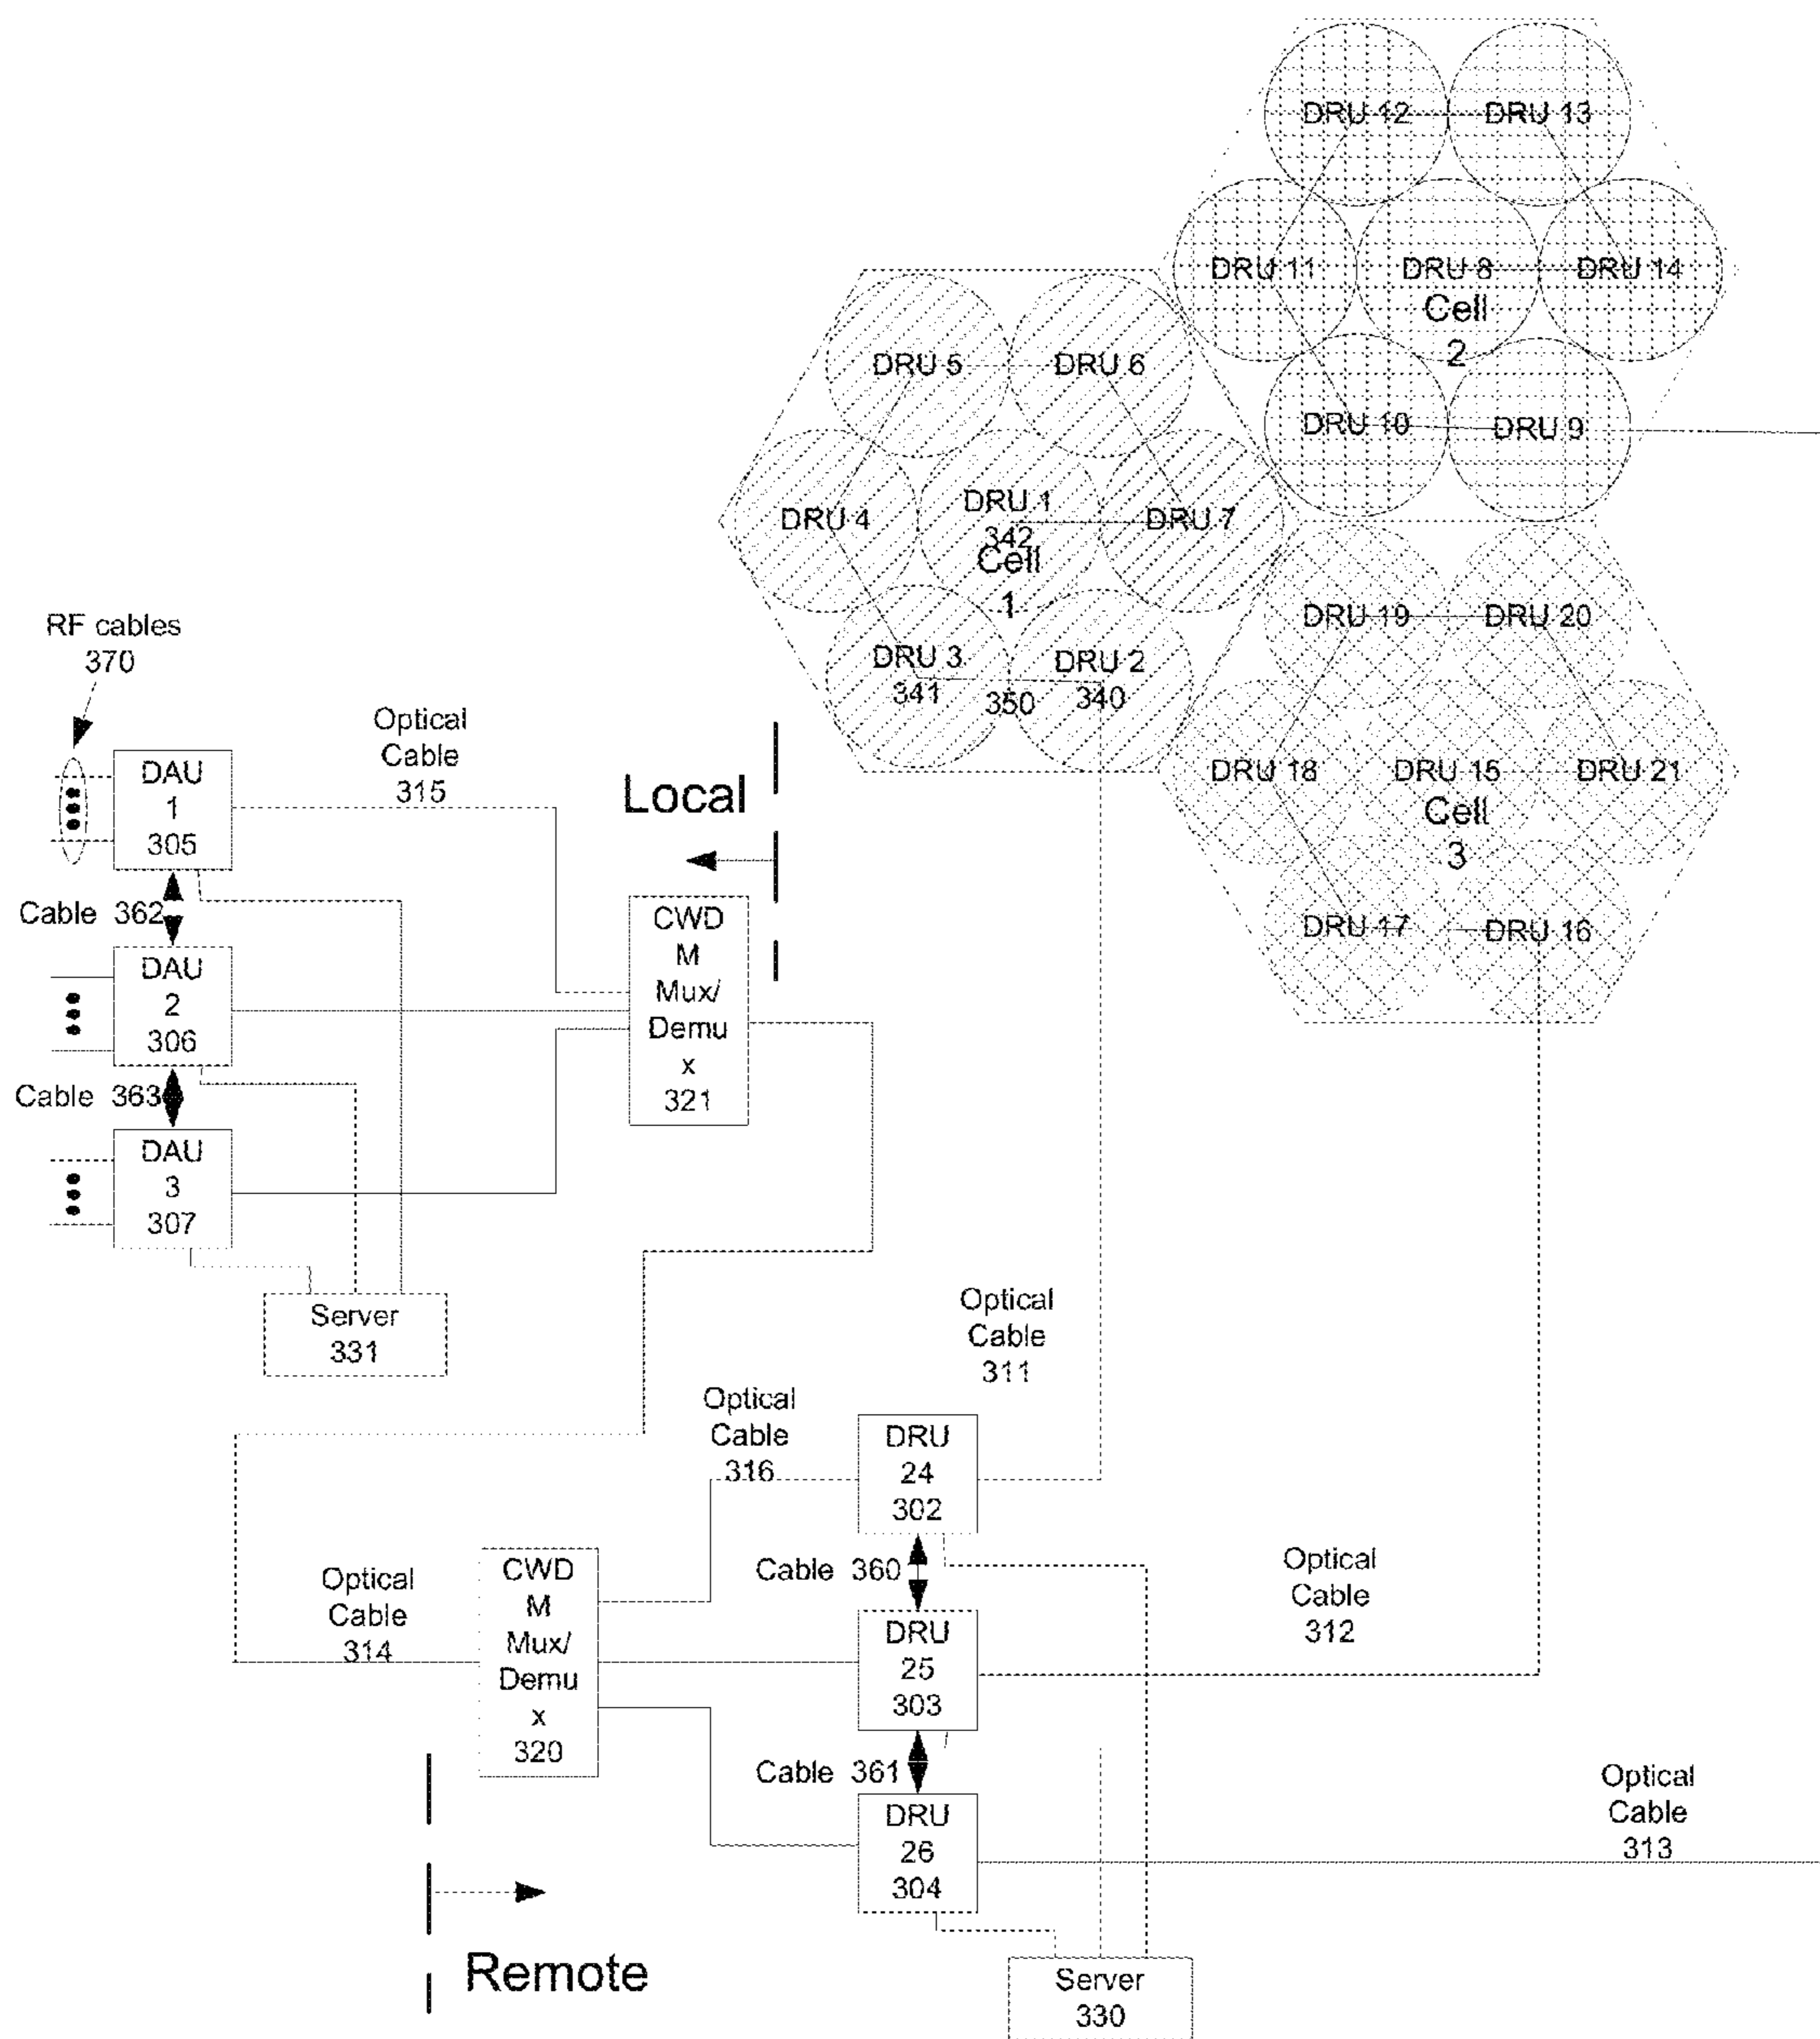 DRU 12
DRU 13
DRU 11
DRU 8
DRU 14
Cell
2
DRU 10
DRU 9
DRU 5
DRU 6
DRU 4
DRU 1
342
DRU 7
Cell
1
DRU 3
341
350
DRU 2
340
DRU 19
DRU 20
DRU 18
DRU 15
DRU 21
Cell
3
DRU 17
DRU 16
RF cables
370
Optical
Cable
315
Local
DAU
1
305
Cable 362
DAU
2
306
Cable 363
DAU
3
307
CWD
M
Mux/
Demu
x
321
Server
331
Optical
Cable
311
Optical
Cable
316
DRU
24
302
Cable 360
Optical
Cable
314
CWD
M
Mux/
Demu
x
320
DRU
25
303
Optical
Cable
312
Cable 361
DRU
26
304
Optical
Cable
313
Remote
Server
330